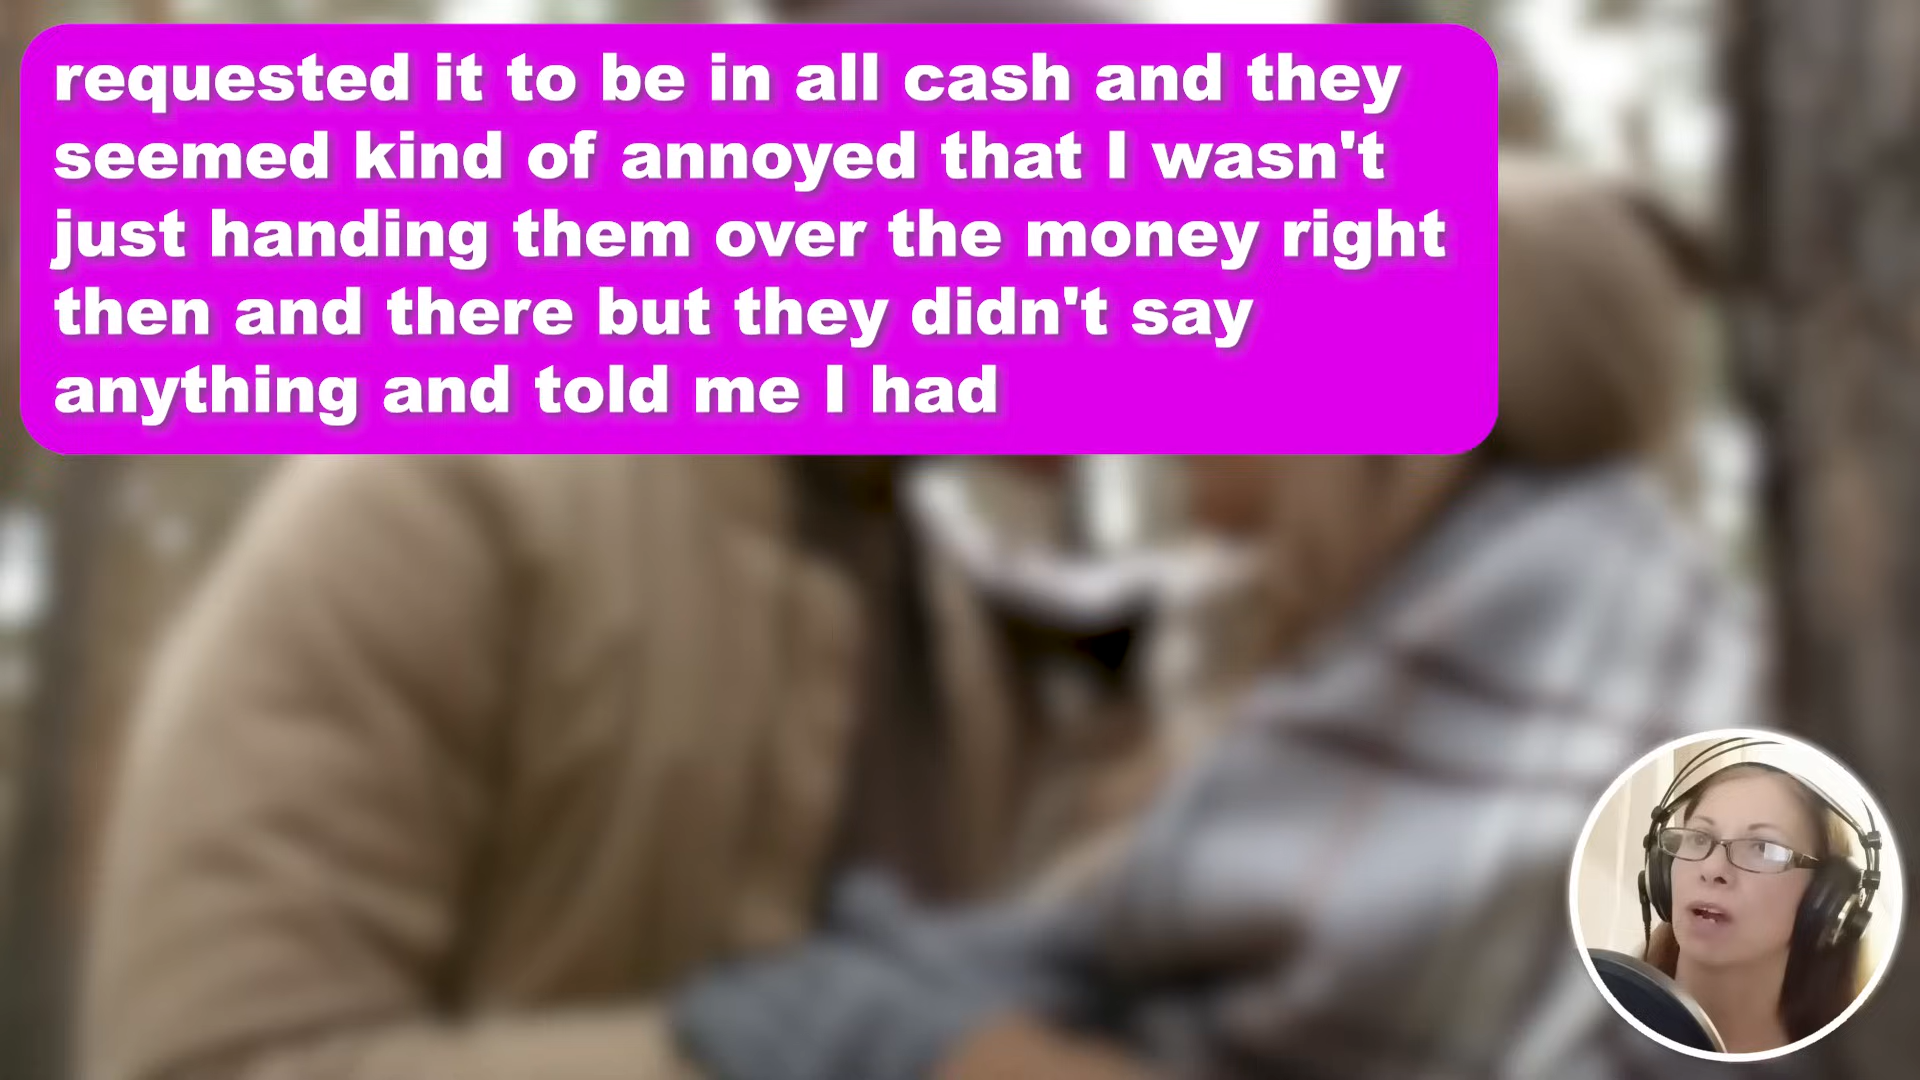 requested it to be in all cash and they
seemed kind of annoyed that I wasn't
just handing them over the money right
then and there but they didn't say
anything and told me I had